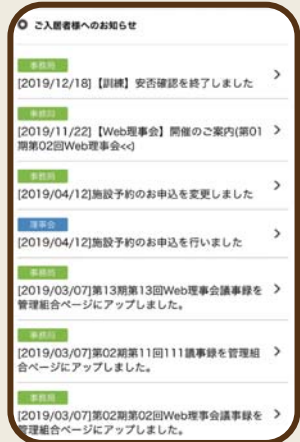 ご入居者様へのお知らせ
事務局
[2019/12/18]【訓練】安否確認を終了しました
事務局
[2019/11/22]【Web理事会】開催のご案内(第01
期第02回Web理事会<<)
事務局
[2019/04/12]施設予約のお申込を変更しました
理事会
[2019/04/12]施設予約のお申込を行いました
事務局
[2019/03/07]第13期第13回Web理事会議事録を
管理組合ページにアップしました。
事務局
[2019/03/07]第02期第11回111議事録を管理組
合ページにアップしました。
事務局
[2019/03/07]第02期第02回Web理事会議事録を
管理組合ページにアップしました。